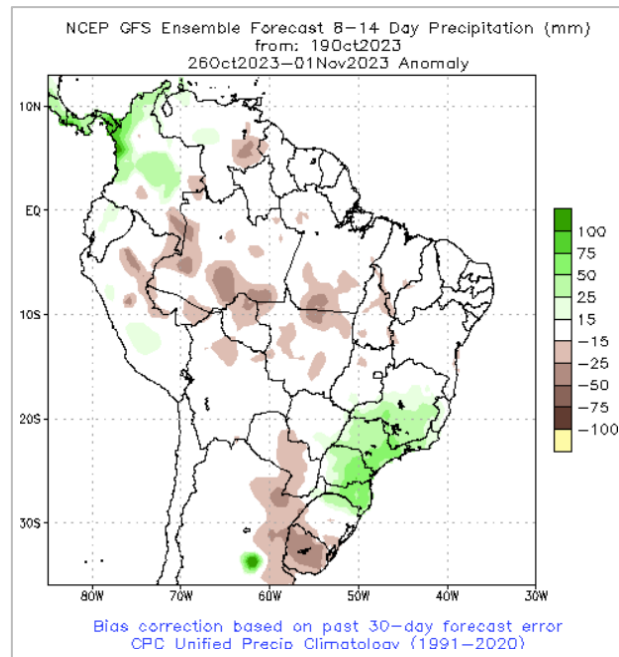 NCEP GFS Ensemble Forecast 8-14 Day Precipitation (mm)
from: 19Oct2023
26Oct2023-01Nov2023 Anomaly
10N
EQ
10S
20S
30S
80W 70W 60W 50W 40W 30W
100
75
50
25
15
-15
-25
-50
-75
-100
Bias correction based on past 30-day forecast error
CPC Unified Precip Climatology (1991-2020)